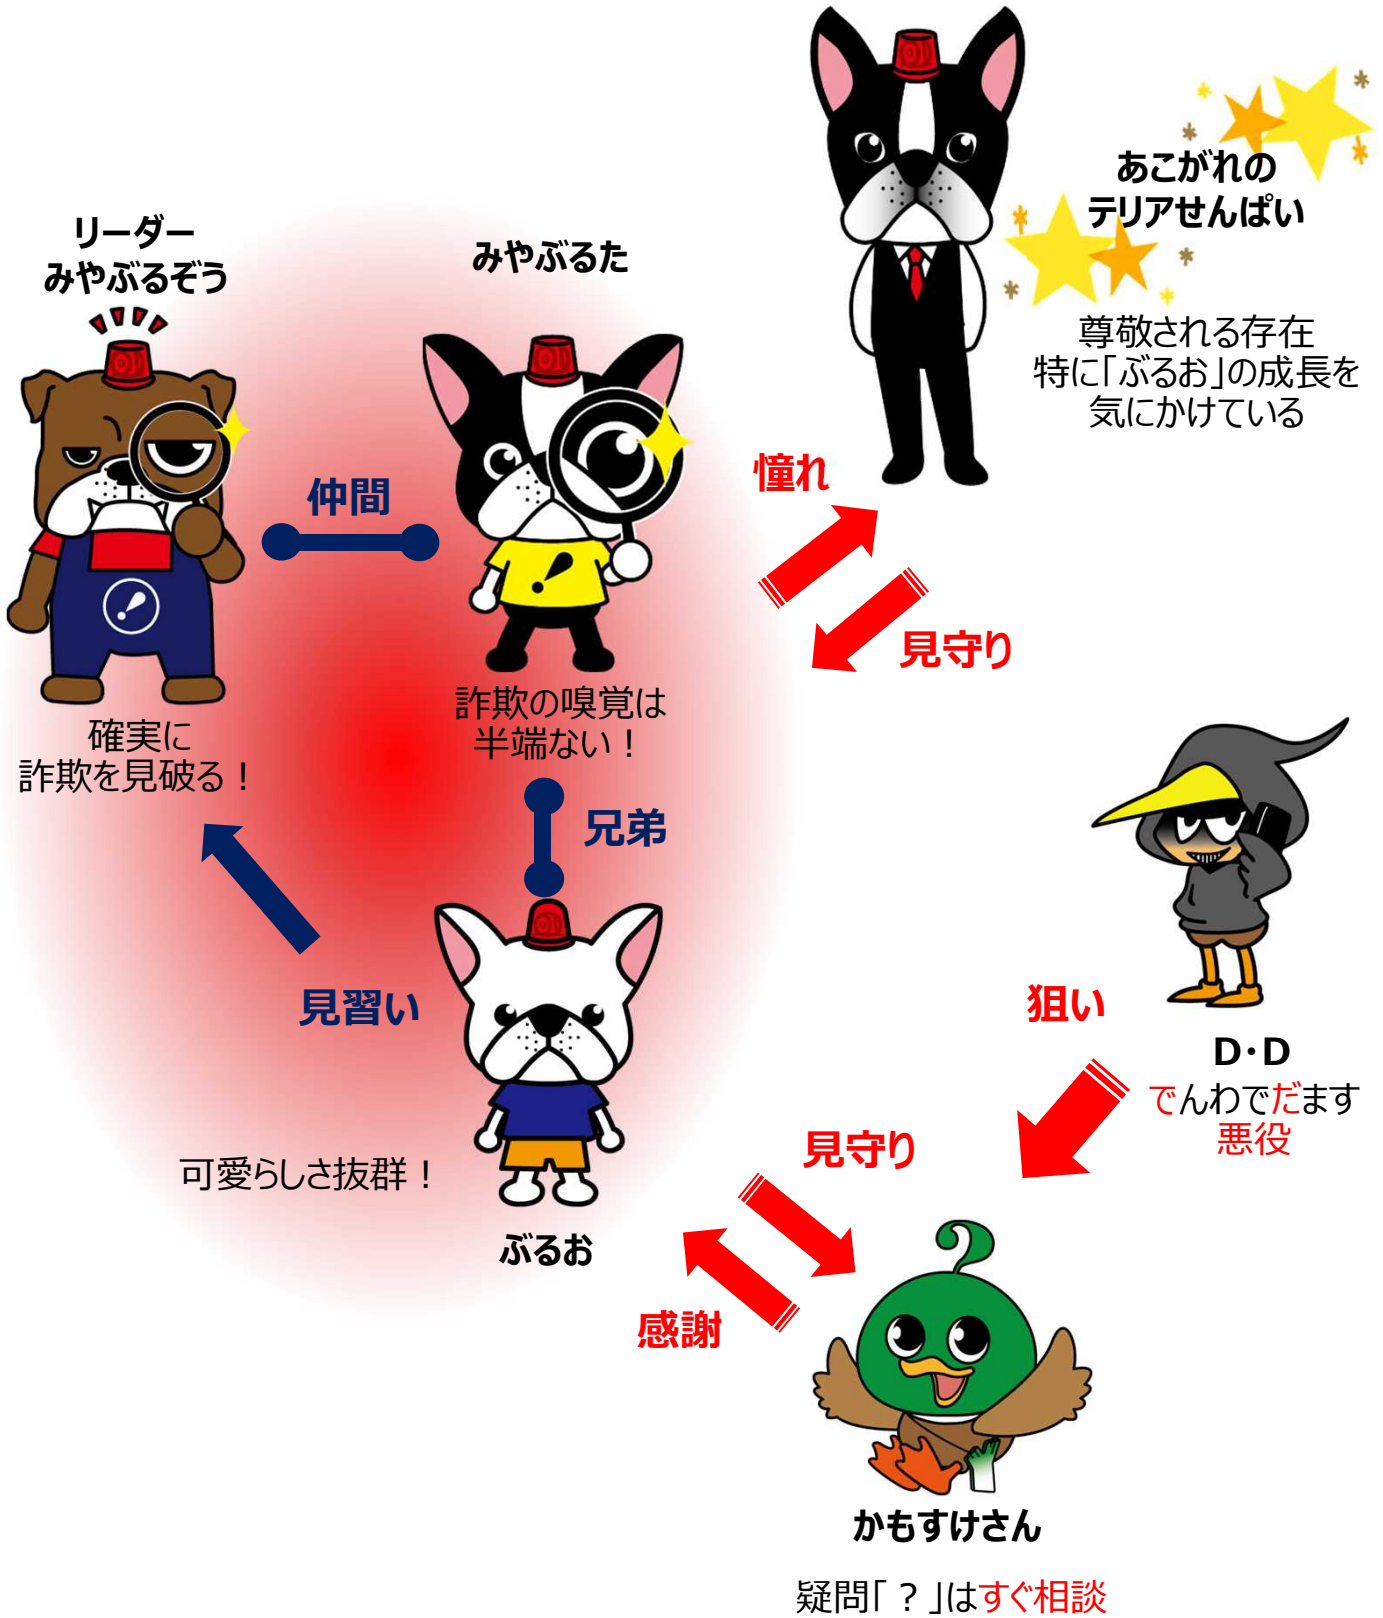 あこがれの
テリアせんぱい
尊敬される存在
特に「ぶるお」の成長を
気にかけている
リーダー
みやぶるぞう
みやぶるた
仲間
憧れ
見守り
確実に
詐欺を見破る！
詐欺の嗅覚は
半端ない！
兄弟
見習い
可愛らしさ抜群！
ぶるお
狙い
D・D
でんわでだます
悪役
見守り
感謝
かもすけさん
疑問「？」はすぐ相談